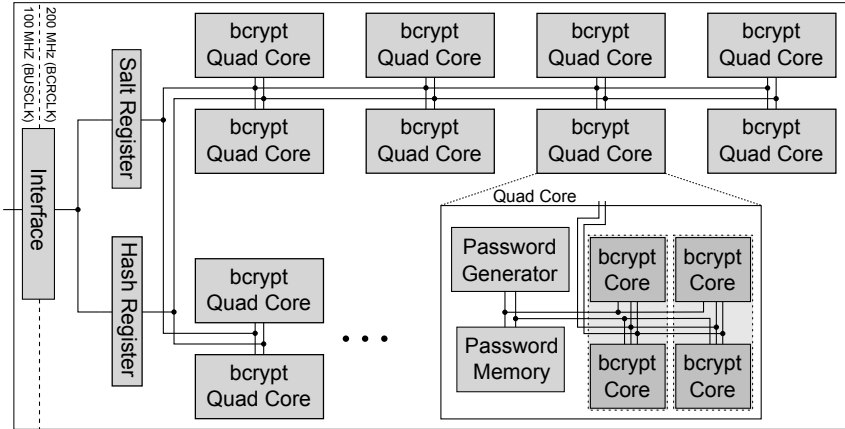 200 MHz (BCRCLK)
100 MHZ (BUSCLK)
Interface
Salt Register
Hash Register
bcrypt
Quad Core
bcrypt
Quad Core
bcrypt
Quad Core
bcrypt
Quad Core
bcrypt
Quad Core
bcrypt
Quad Core
bcrypt
Quad Core
bcrypt
Quad Core
bcrypt
Quad Core
bcrypt
Quad Core
Quad Core
Password
Generator
Password
Memory
bcrypt
Core
bcrypt
Core
bcrypt
Core
bcrypt
Core